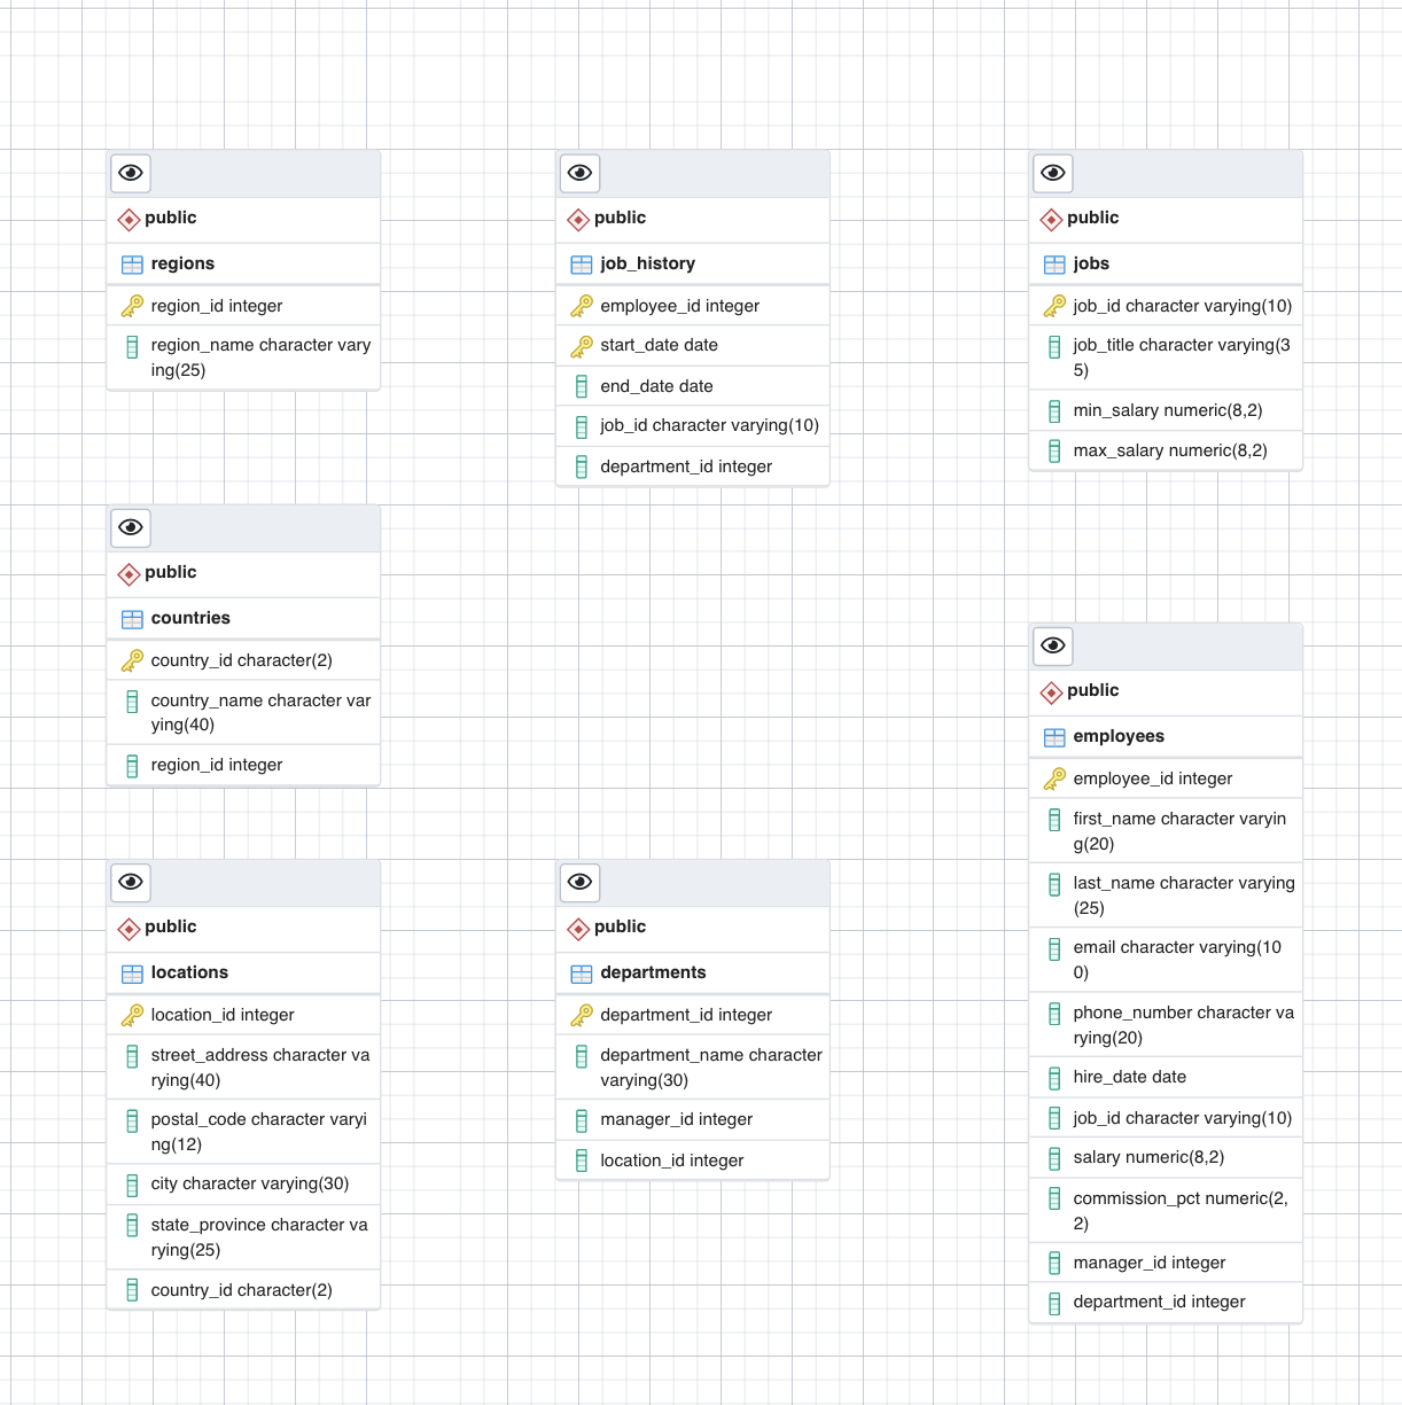 public
regions
region_id integer
region_name character vary
ing(25)
public
job_history
employee_id integer
start_date date
end_date date
job_id character varying(10)
department_id integer
public
jobs
job_id character varying(10)
job_title character varying(3
5)
min_salary numeric(8,2)
max_salary numeric(8,2)
public
countries
country_id character(2)
country_name character var
ying(40)
region_id integer
public
locations
location_id integer
street_address character va
rying(40)
postal_code character varyi
ng(12)
city character varying(30)
state_province character va
rying(25)
country_id character(2)
public
departments
department_id integer
department_name character
varying(30)
manager_id integer
location_id integer
public
employees
employee_id integer
first_name character varyin
g(20)
last_name character varying
(25)
email character varying(10
0)
phone_number character va
rying(20)
hire_date date
job_id character varying(10)
salary numeric(8,2)
commission_pct numeric(2,
2)
manager_id integer
department_id integer